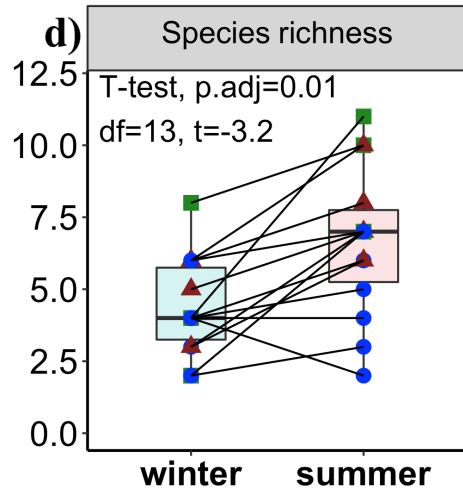 d)
Species richness
T-test, p.adj=0.01
df=13, t=-3.2
12.5
10.0
7.5
5.0
2.5
0.0
winter summer